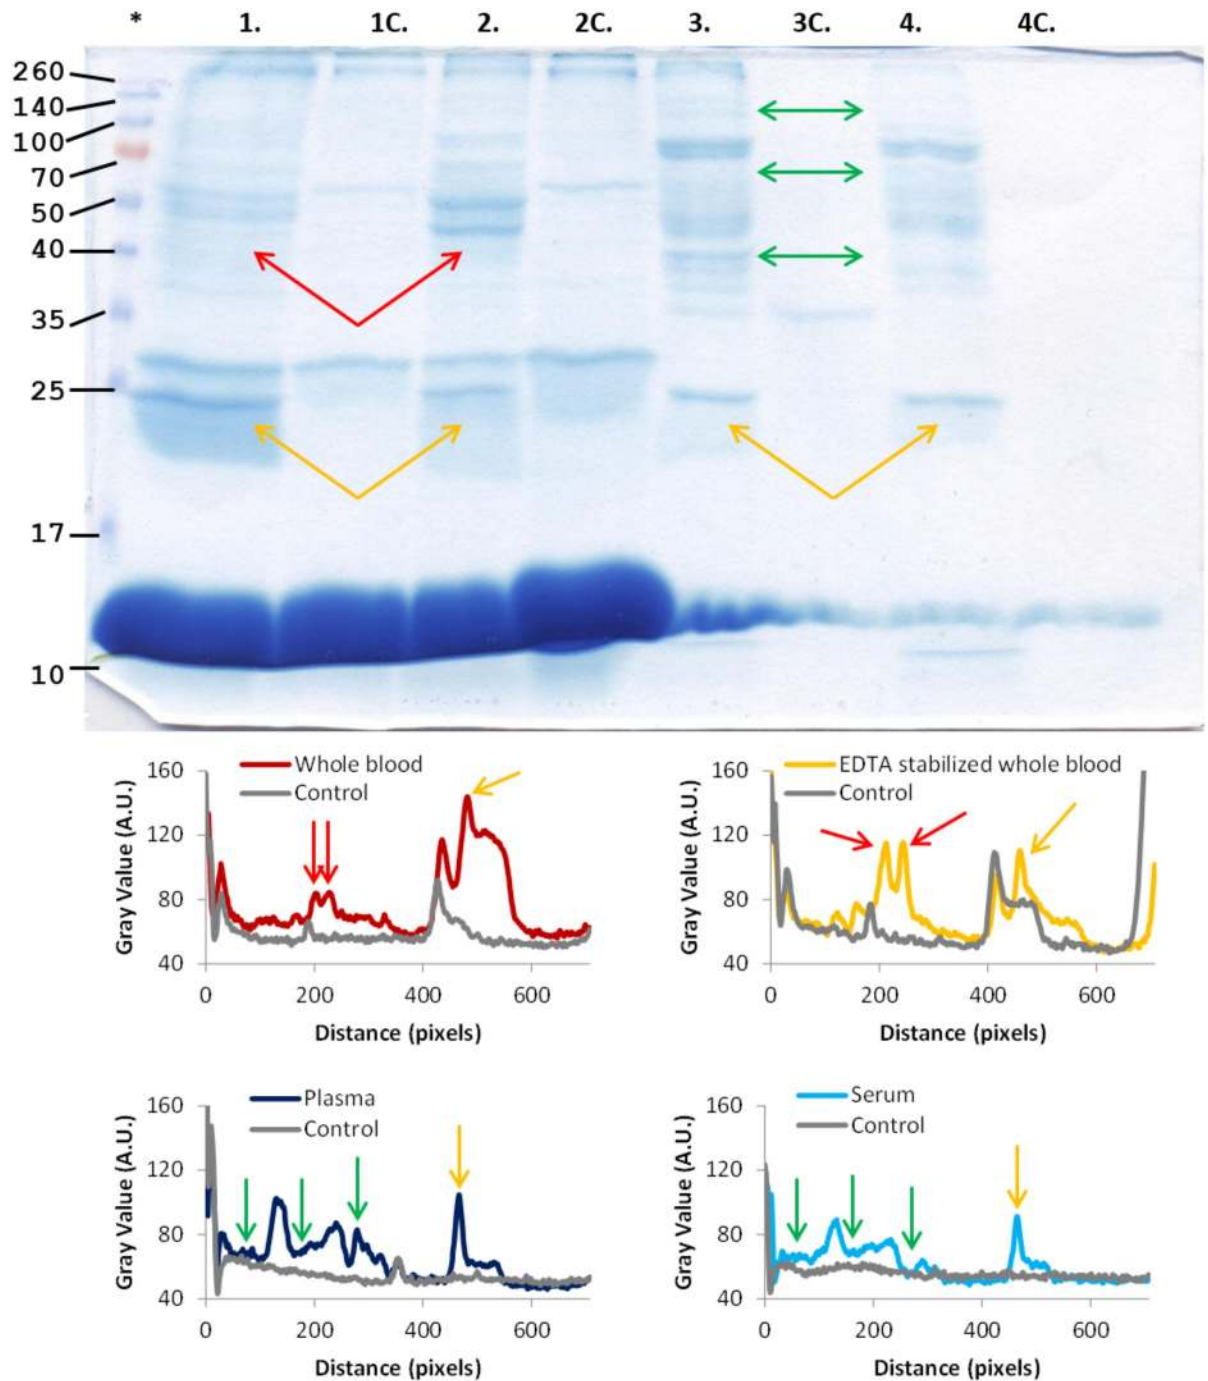 * 1. 1C. 2. 2C. 3. 3C. 4. 4C.
260
140
100
70
50
40
35
25
17
10
Whole blood
Control
160
120
80
40
Gray Value (A.U.)
0 200 400 600
Distance (pixels)
EDTA stabilized whole blood
Control
160
120
80
40
Gray Value (A.U.)
0 200 400 600
Distance (pixels)
Plasma
Control
160
120
80
40
Gray Value (A.U.)
0 200 400 600
Distance (pixels)
Serum
Control
160
120
80
40
Gray Value (A.U.)
0 200 400 600
Distance (pixels)